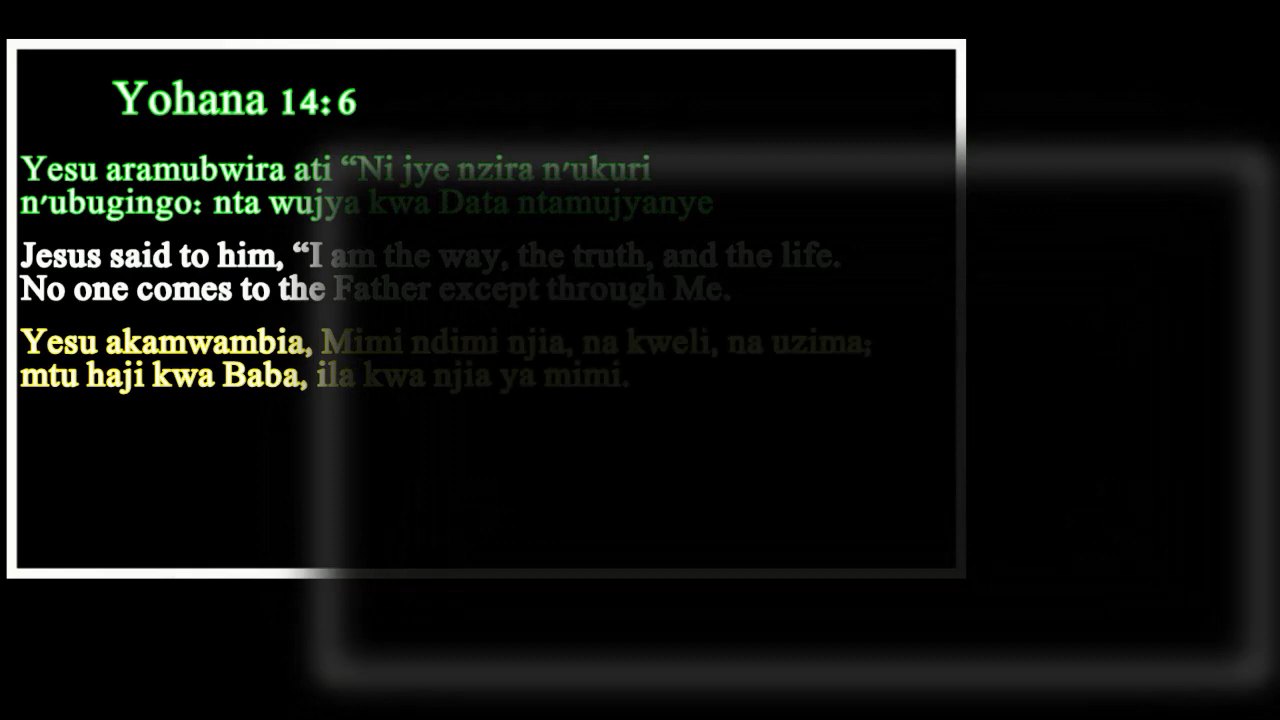 Yohana 14:6
Yesu aramubwira ati “Ni jye nzira n'ukuri
n'ubugingo: nta wujya kwa Data ntamujyanye
Jesus said to him, “I am the way, the truth, and the life.
No one comes to the Father except through Me.
Yesu akamwambia, Mimi ndimi njia, na kweli, na uzima;
mtu haji kwa Baba, ila kwa njia ya mimi.